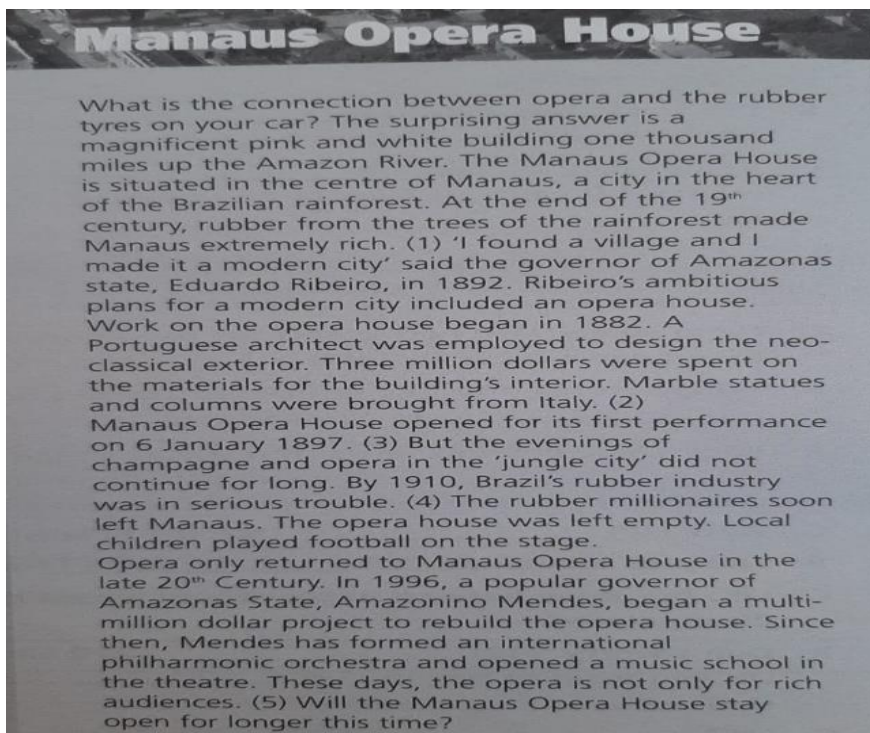 Manaus Opera House
What is the connection between opera and the rubber
tyres on your car? The surprising answer is a
magnificent pink and white building one thousand
miles up the Amazon River. The Manaus Opera House
is situated in the centre of Manaus, a city in the heart
of the Brazilian rainforest. At the end of the 19th
century, rubber from the trees of the rainforest made
Manaus extremely rich. (1) 'I found a village and I
made it a modern city' said the governor of Amazonas
state, Eduardo Ribeiro, in 1892. Ribeiro's ambitious
plans for a modern city included an opera house.
Work on the opera house began in 1882. A
Portuguese architect was employed to design the neo-
classical exterior. Three million dollars were spent on
the materials for the building's interior. Marble statues
and columns were brought from Italy. (2)
Manaus Opera House opened for its first performance
on 6 January 1897. (3) But the evenings of
champagne and opera in the 'jungle city' did not
continue for long. By 1910, Brazil's rubber industry
was in serious trouble. (4) The rubber millionaires soon
left Manaus. The opera house was left empty. Local
children played football on the stage.
Opera only returned to Manaus Opera House in the
late 20th Century. In 1996, a popular governor of
Amazonas State, Amazonino Mendes, began a multi-
million dollar project to rebuild the opera house. Since
then, Mendes has formed an international
philharmonic orchestra and opened a music school in
the theatre. These days, the opera is not only for rich
audiences. (5) Will the Manaus Opera House stay
open for longer this time?